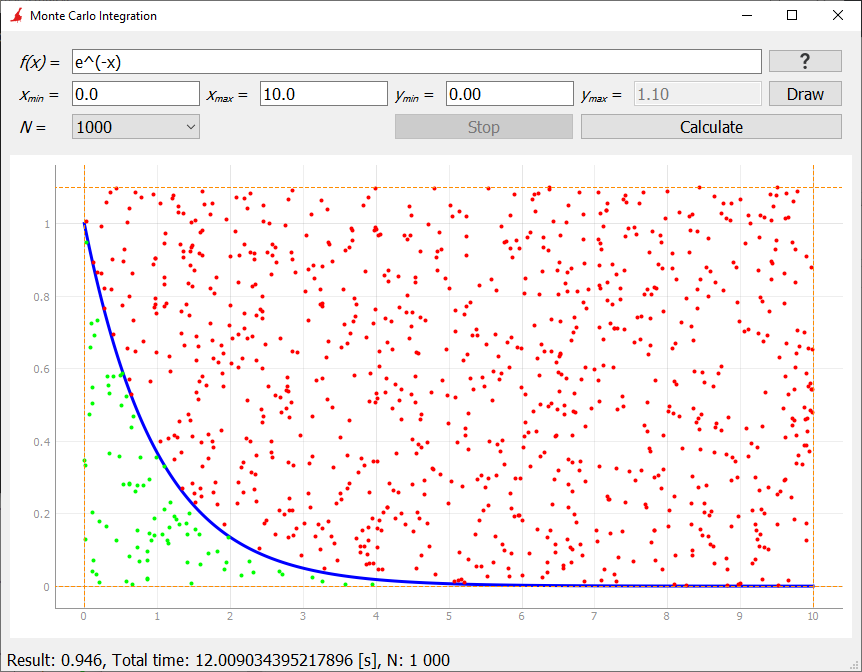 Monte Carlo Integration
f(x) = e^(-x) ?
xmin = 0.0 xmax = 10.0 ymin = 0.00 ymax = 1.10 Draw
N = 1000 Stop Calculate
1
0.8
0.6
0.4
0.2
0
0 1 2 3 4 5 6 7 8 9 10
Result: 0.946, Total time: 12.009034395217896 [s], N: 1 000